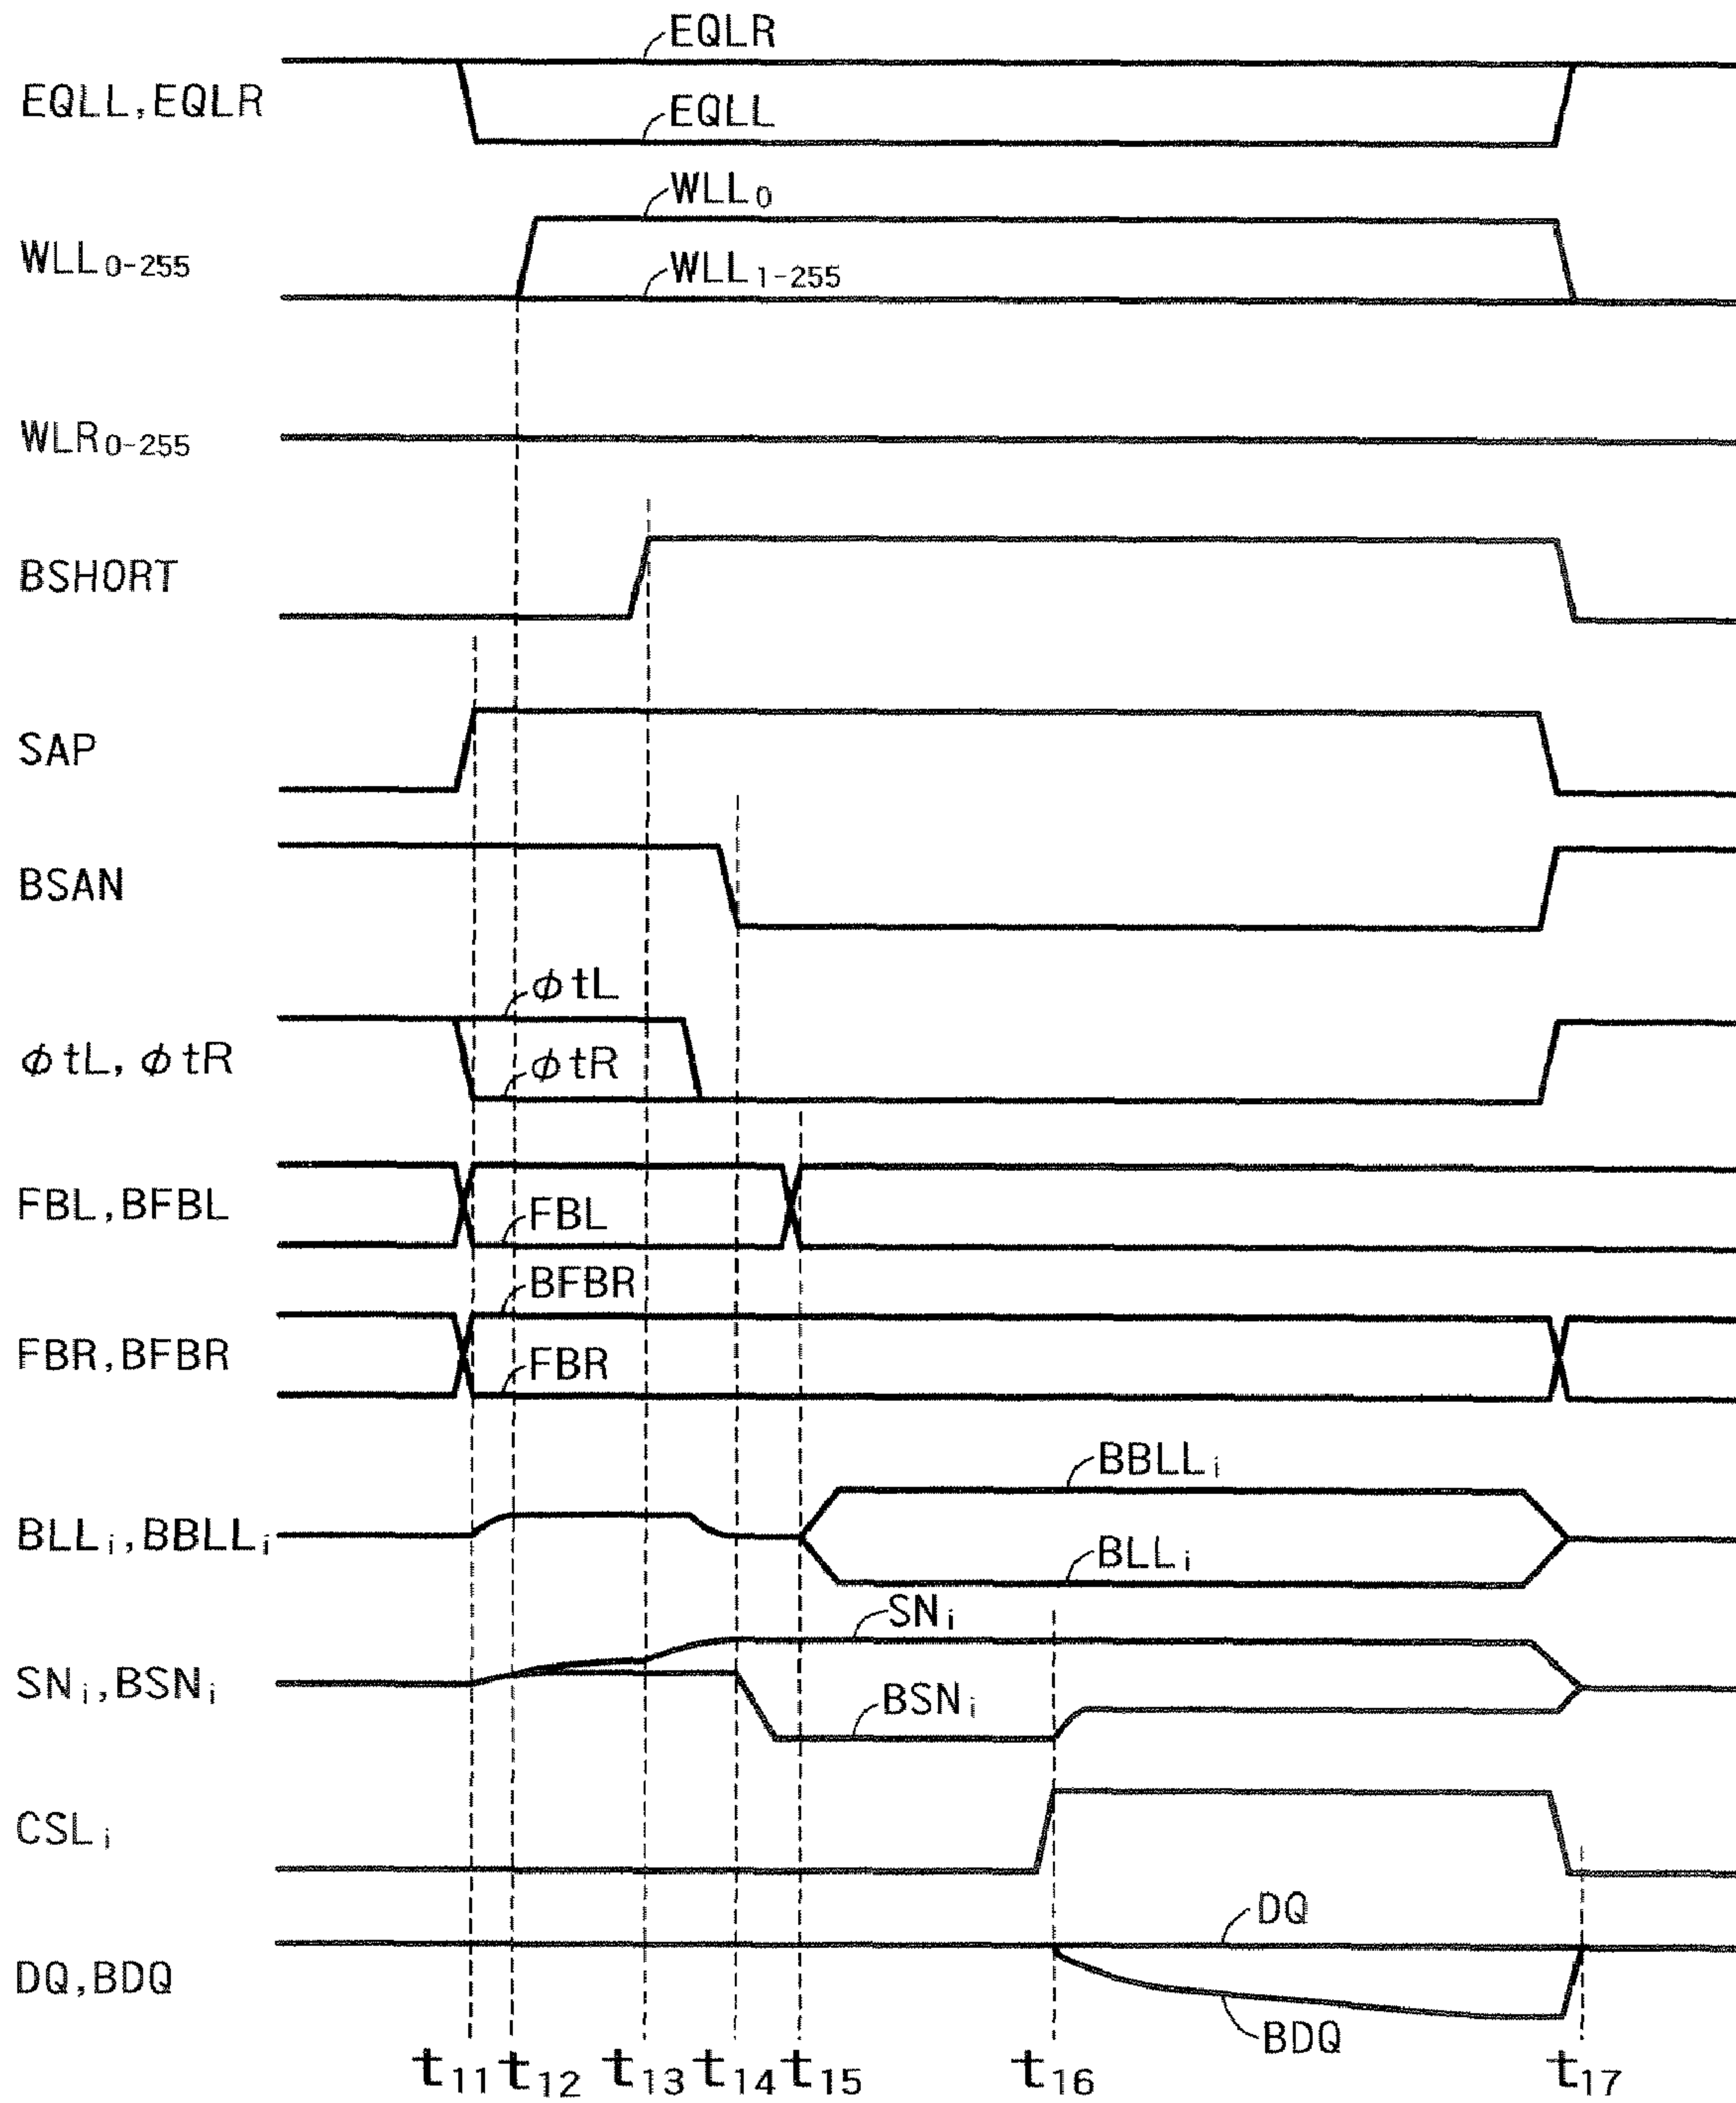 EQLR
EQLL,EQLR
EQLL
WLL₀
WLL₀₋₂₅₅
WLL₁₋₂₅₅
WLR₀₋₂₅₅
BSHORT
SAP
BSAN
φtL
φtL, φtR
φtR
FBL,BFBL
FBL
BFBR
FBR,BFBR
FBR
BBLLᵢ
BLLᵢ,BBLLᵢ
BLLᵢ
SNᵢ
SNᵢ,BSNᵢ
BSNᵢ
CSLᵢ
DQ
DQ,BDQ
BDQ
t₁₁ t₁₂ t₁₃ t₁₄ t₁₅ t₁₆ t₁₇